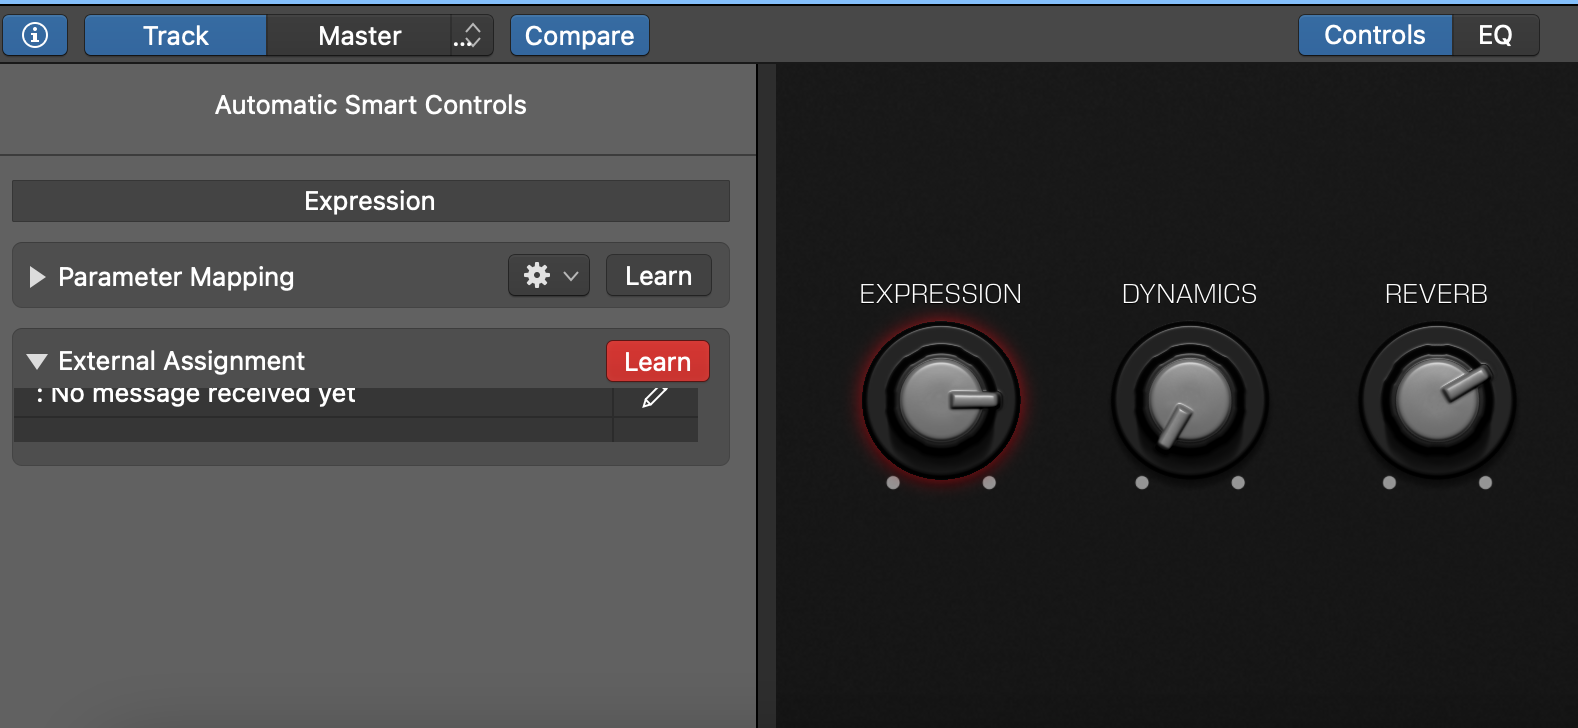 Track Master ... Compare Controls EQ
Automatic Smart Controls
Expression
Parameter Mapping Learn
External Assignment Learn
: No message received yet
EXPRESSION DYNAMICS REVERB